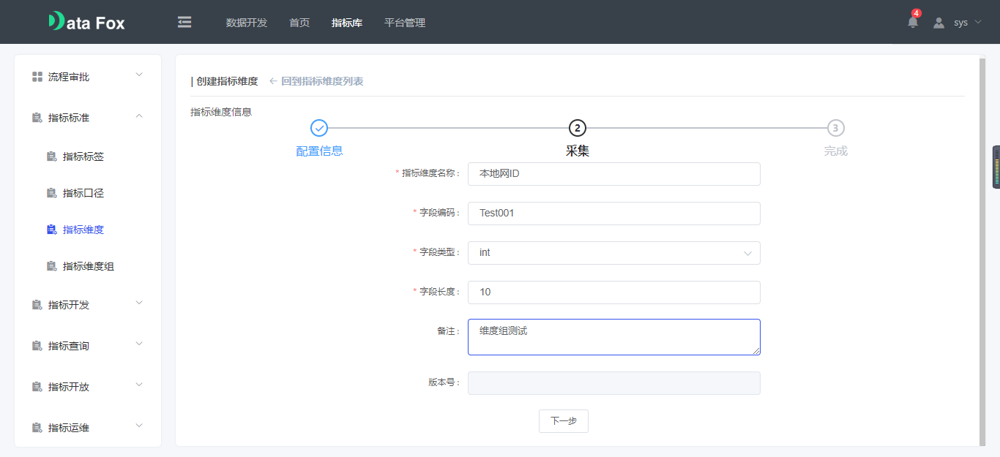 Data Fox
数据开发 首页 指标库 平台管理
4
sys
流程审批
指标标准
指标标签
指标口径
指标维度
指标维度组
指标开发
指标查询
指标开放
指标运维
| 创建指标维度 ← 回到指标维度列表
指标维度信息
2 3
配置信息 采集 完成
* 指标维度名称： 本地网ID
* 字段编码： Test001
* 字段类型： int
* 字段长度： 10
备注： 维度组测试
版本号：
下一步